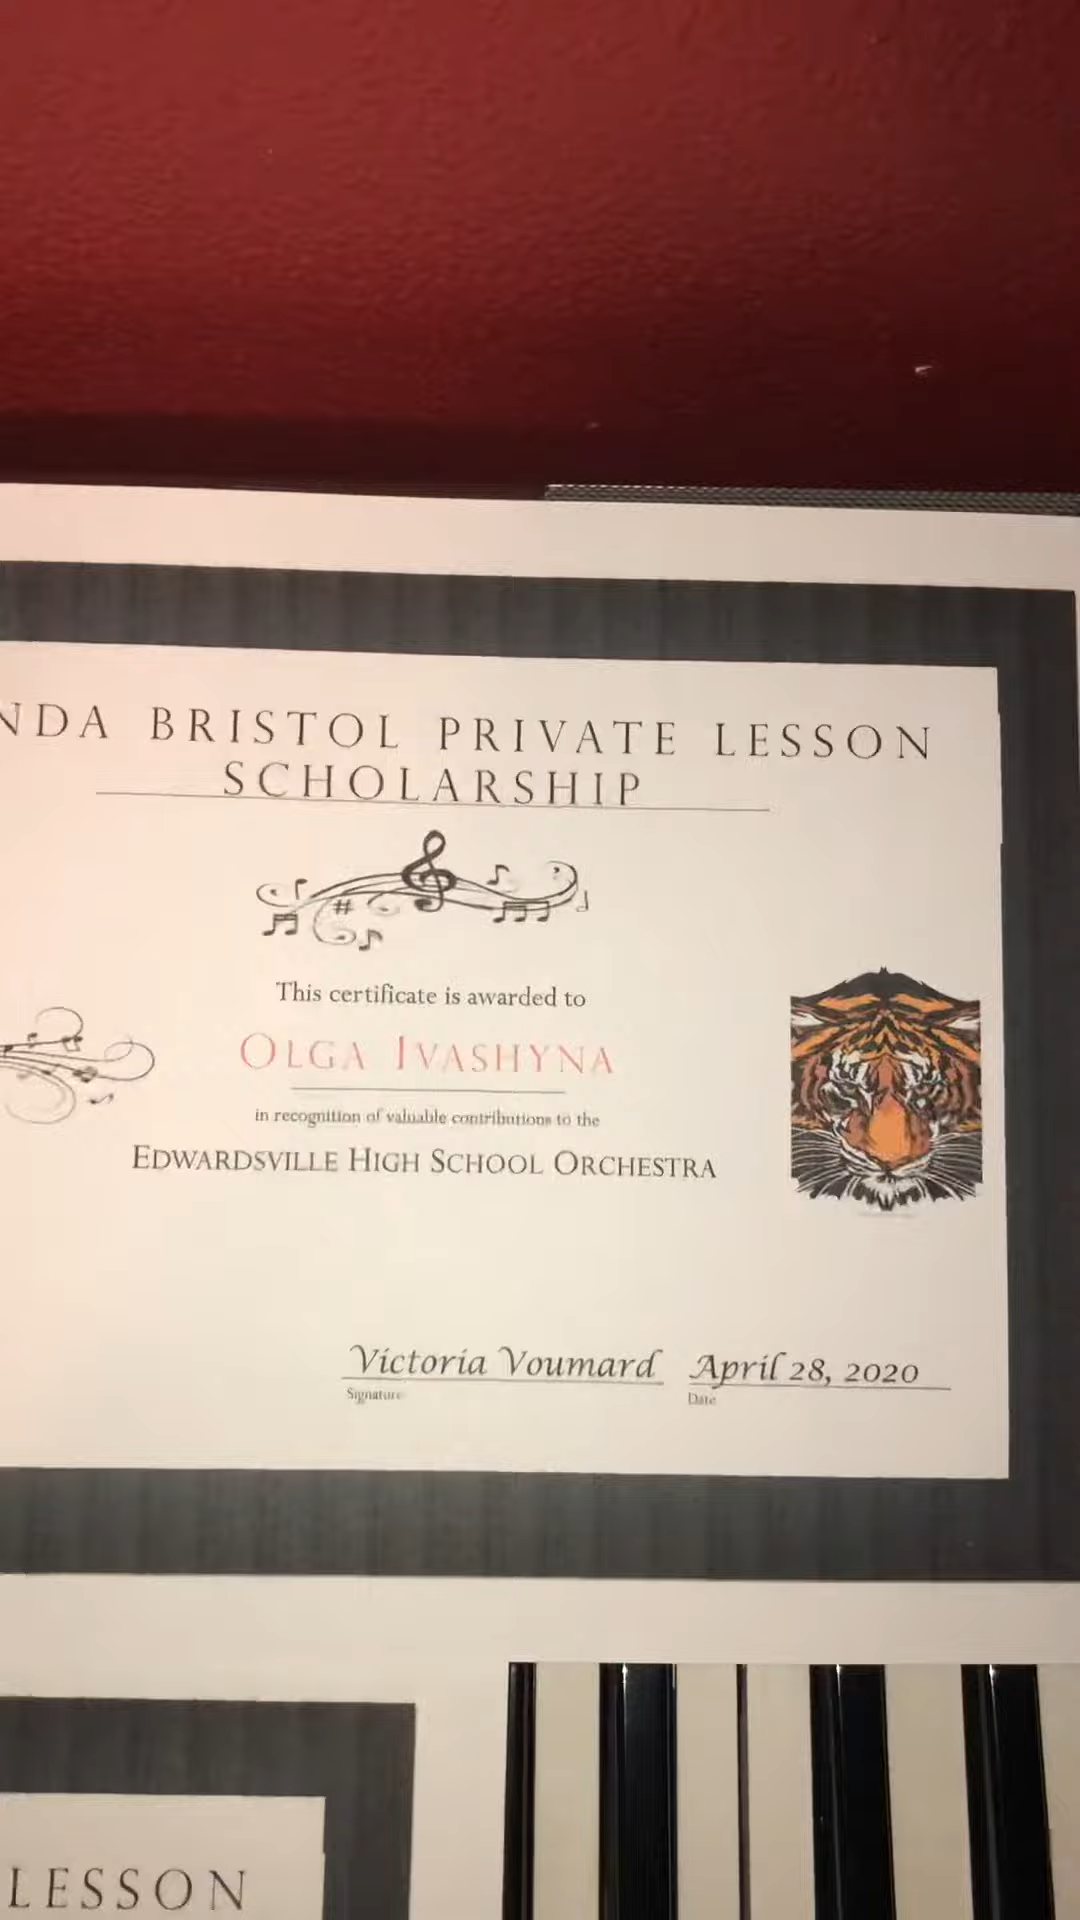 NDA BRISTOL PRIVATE LESSON
SCHOLARSHIP
This certificate is awarded to
OLGA IVASHYNA
in recognition of valuable contributions to the
EDWARDSVILLE HIGH SCHOOL ORCHESTRA
Victoria Voumard April 28, 2020
Signature Date
LESSON